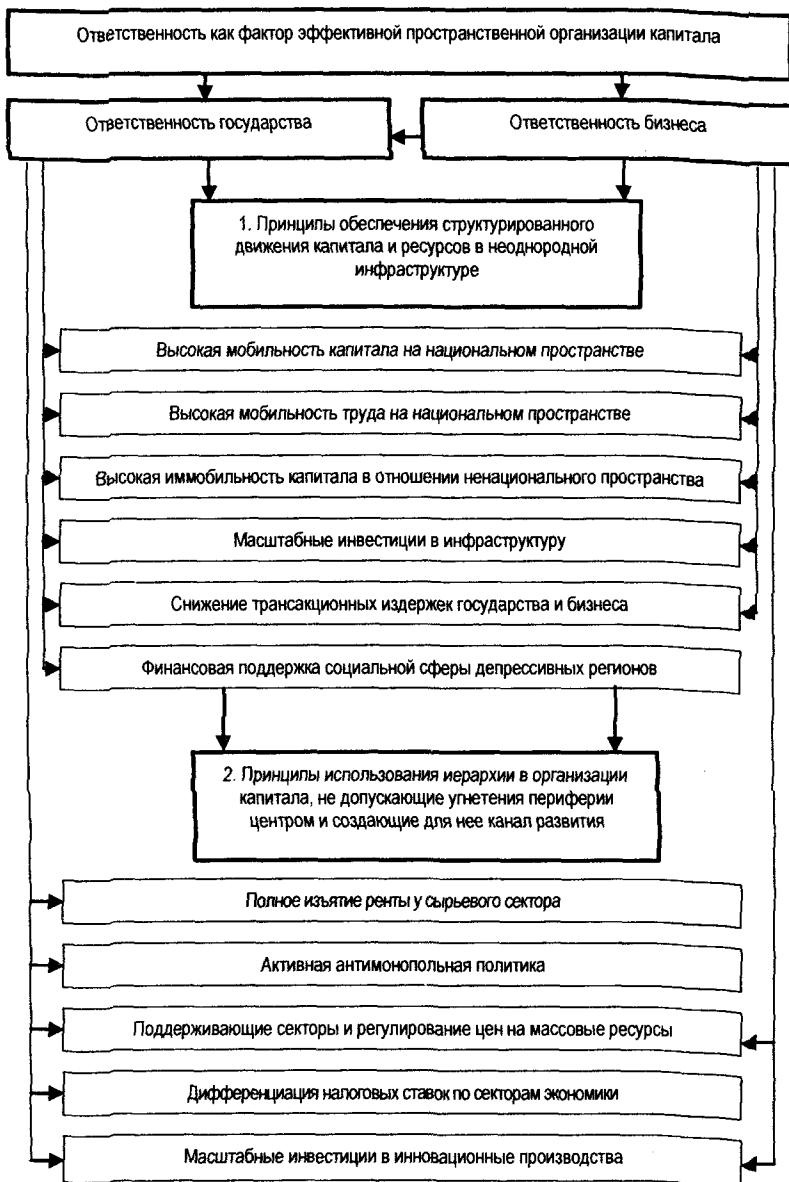 Ответственность как фактор эффективной пространственной организации капитала
Ответственность государства
Ответственность бизнеса
1. Принципы обеспечения структурированного
движения капитала и ресурсов в неоднородной
инфраструктуре
Высокая мобильность капитала на национальном пространстве
Высокая мобильность труда на национальном пространстве
Высокая иммобильность капитала в отношении ненационального пространства
Масштабные инвестиции в инфраструктуру
Снижение трансакционных издержек государства и бизнеса
Финансовая поддержка социальной сферы депрессивных регионов
2. Принципы использования иерархии в организации
капитала, не допускающие угнетения периферии
центром и создающие для нее канал развития
Полное изъятие ренты у сырьевого сектора
Активная антимонопольная политика
Поддерживающие секторы и регулирование цен на массовые ресурсы
Дифференциация налоговых ставок по секторам экономики
Масштабные инвестиции в инновационные производства